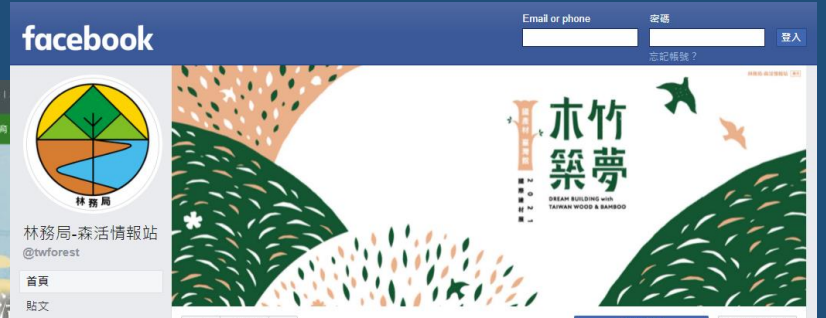 facebook
Email or phone
密碼
登入
忘記帳號？
林務局
林務局-森活情報站
@twforest
首頁
貼文
木竹
築夢
DREAM BUILDING with
TAIWAN WOOD & BAMBOO
2021